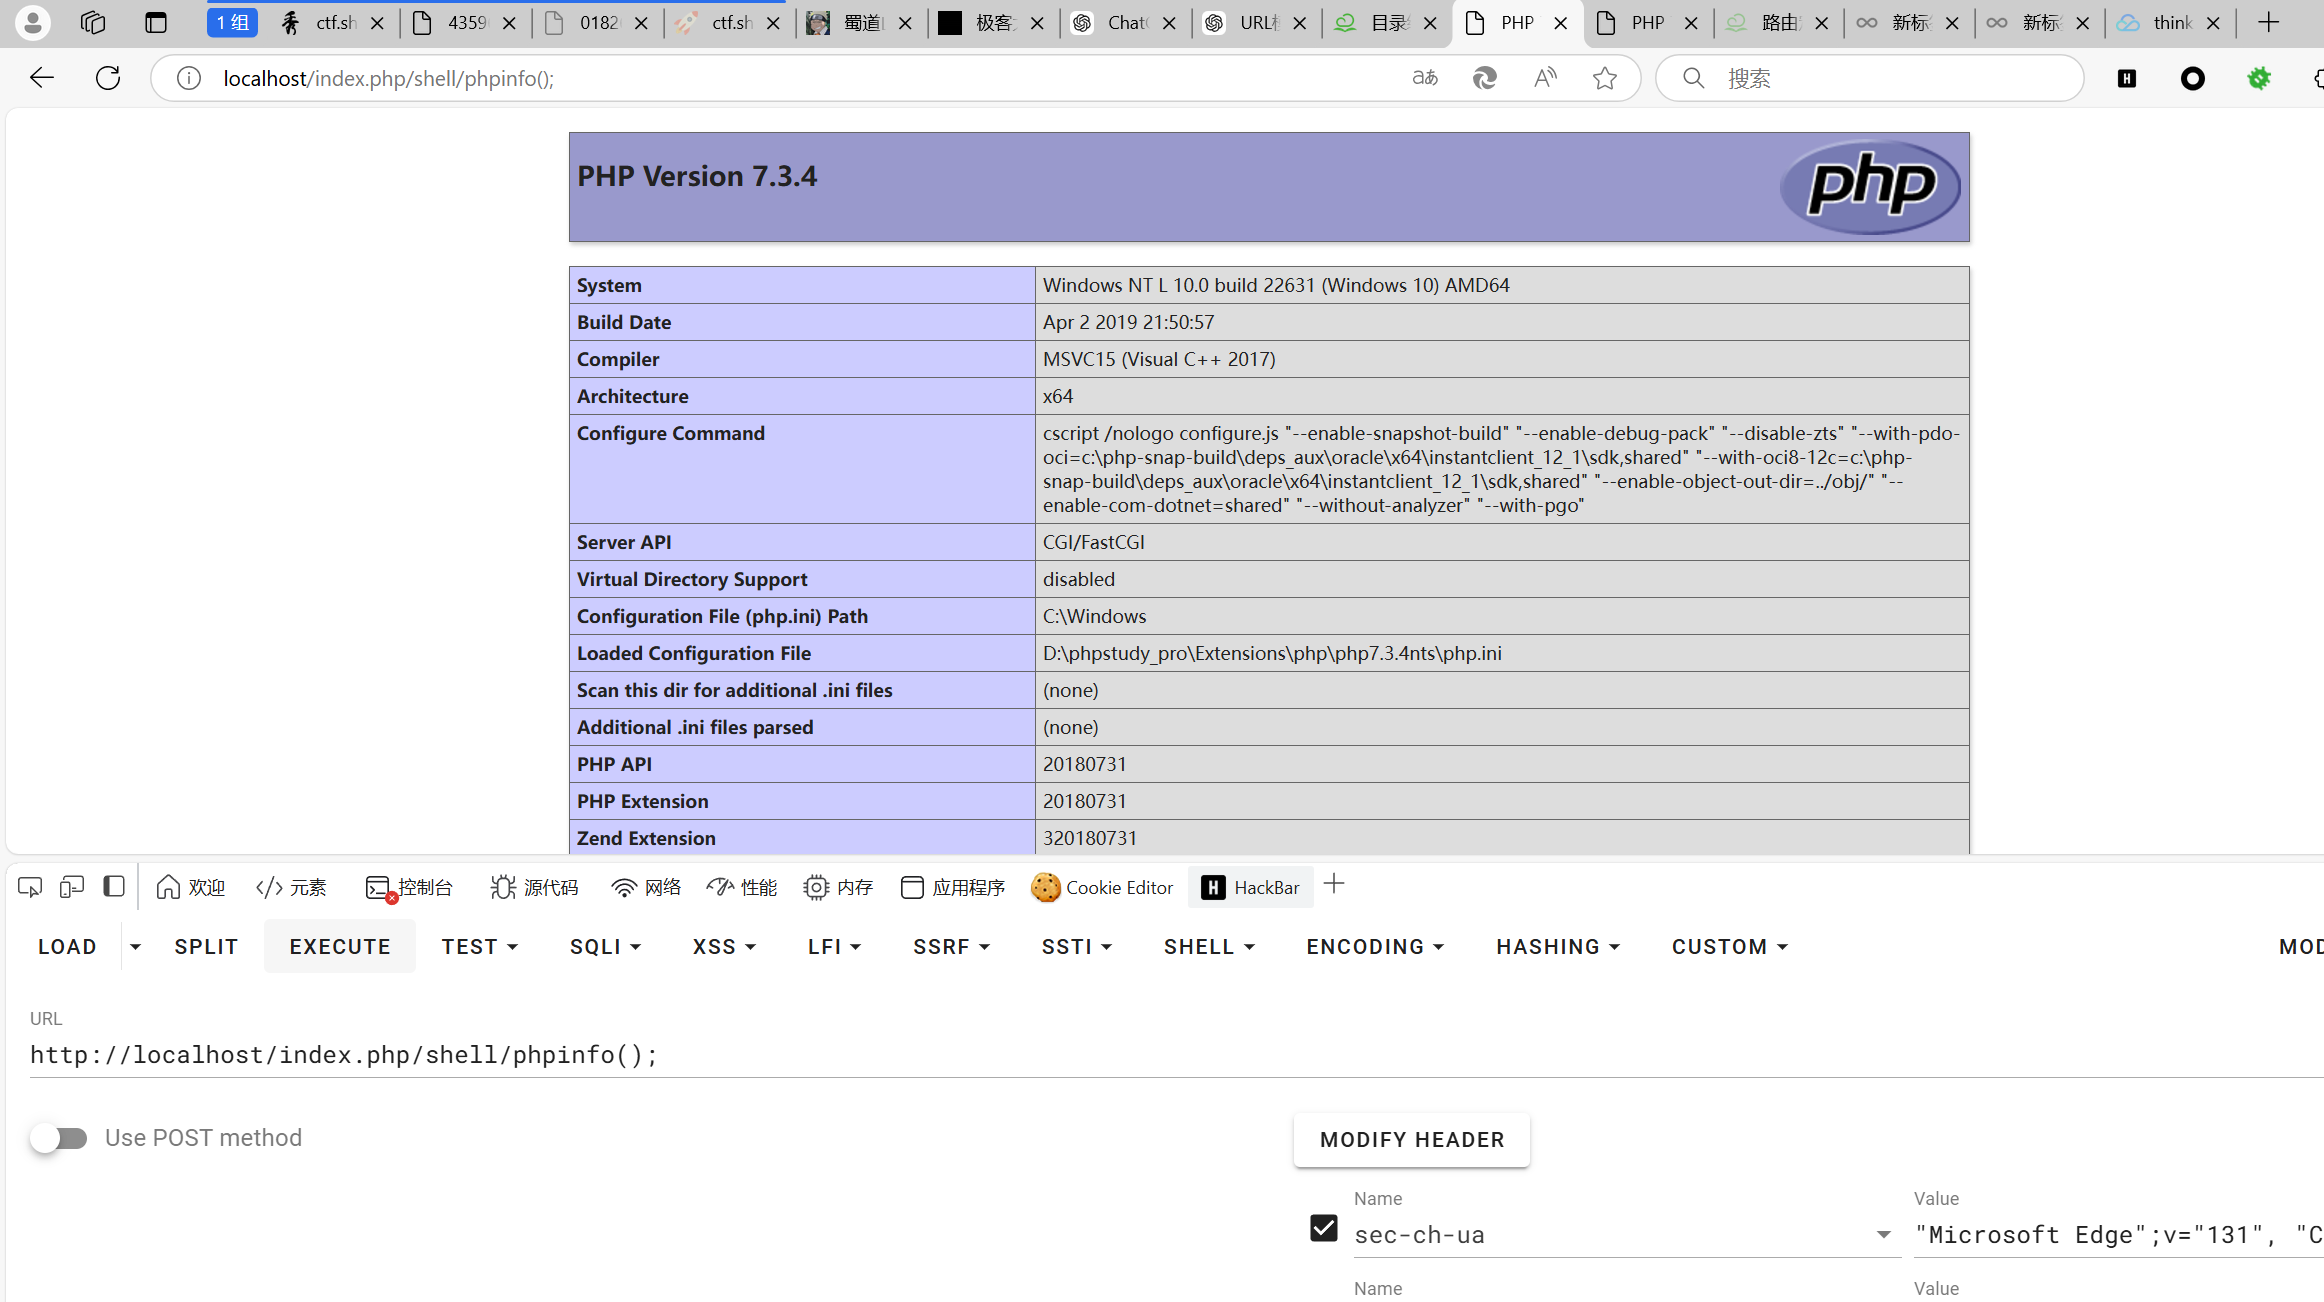 1 组 ctf.sh 4359 0182 ctf.sh 蜀道 极客 Chat URL 目录 PHP PHP 路由 新标 新标 think
localhost/index.php/shell/phpinfo(); aあ 搜索
PHP Version 7.3.4 php
System Windows NT L 10.0 build 22631 (Windows 10) AMD64
Build Date Apr 2 2019 21:50:57
Compiler MSVC15 (Visual C++ 2017)
Architecture x64
Configure Command cscript /nologo configure.js "--enable-snapshot-build" "--enable-debug-pack" "--disable-zts" "--with-pdo-
oci=c:\php-snap-build\deps_aux\oracle\x64\instantclient_12_1\sdk,shared" "--with-oci8-12c=c:\php-
snap-build\deps_aux\oracle\x64\instantclient_12_1\sdk,shared" "--enable-object-out-dir=../obj/" "--
enable-com-dotnet=shared" "--without-analyzer" "--with-pgo"
Server API CGI/FastCGI
Virtual Directory Support disabled
Configuration File (php.ini) Path C:\Windows
Loaded Configuration File D:\phpstudy_pro\Extensions\php\php7.3.4nts\php.ini
Scan this dir for additional .ini files (none)
Additional .ini files parsed (none)
PHP API 20180731
PHP Extension 20180731
Zend Extension 320180731
欢迎 元素 控制台 源代码 网络 性能 内存 应用程序 Cookie Editor H HackBar
LOAD SPLIT EXECUTE TEST SQLI XSS LFI SSRF SSTI SHELL ENCODING HASHING CUSTOM MOD
URL
http://localhost/index.php/shell/phpinfo();
Use POST method MODIFY HEADER
Name Value
sec-ch-ua "Microsoft Edge";v="131", "C
Name Value